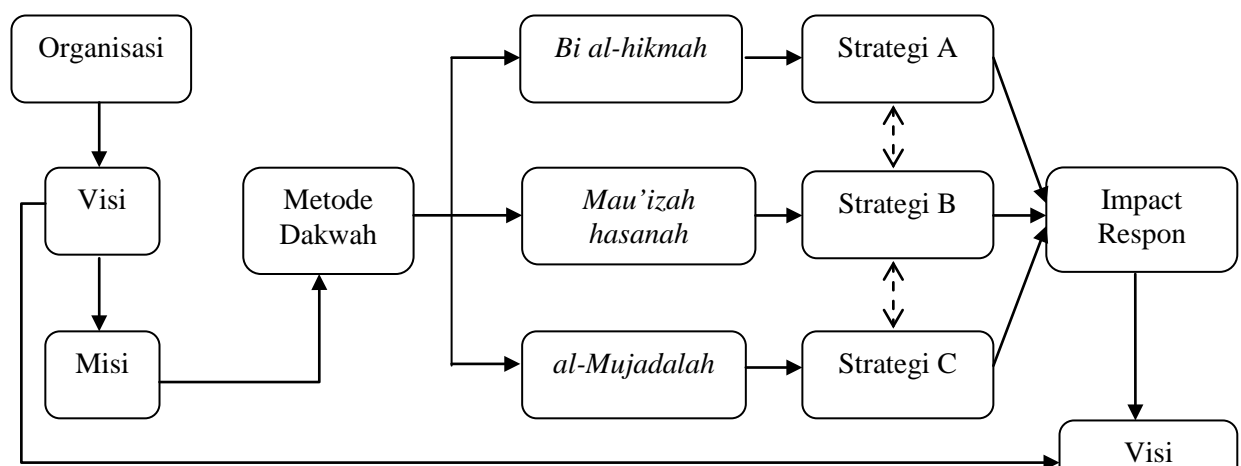 Organisasi
Bi al-hikmah
Strategi A
Visi
Metode
Dakwah
Mau'izah
hasanah
Strategi B
Impact
Respon
Misi
al-Mujadalah
Strategi C
Visi